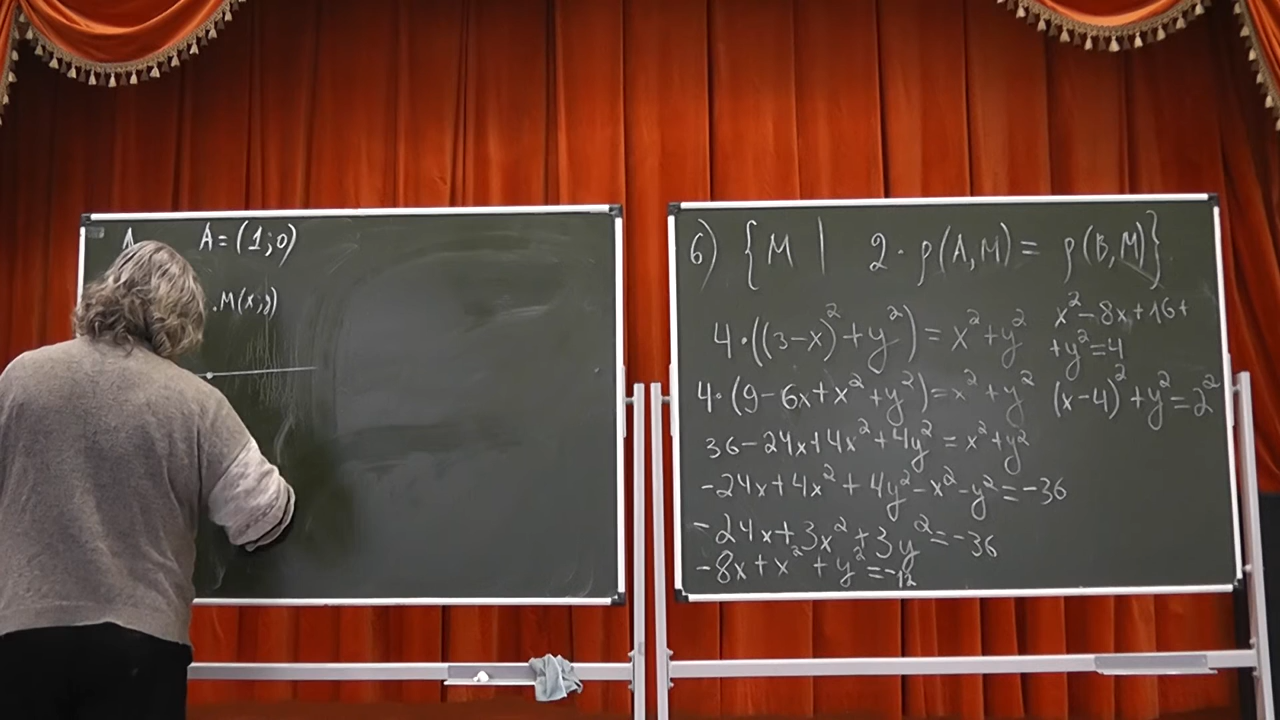 A A = (1;0)
.M(x;y)
б) {M | 2·ρ(A,M) = ρ(B,M)}
4·((3-x)²+y²) = x²+y²
4·(9-6x+x²+y²)=x²+y²
36-24x+4x²+4y² = x²+y²
-24x+4x²+4y²-x²-y²=-36
-24x+3x²+3y²=-36
-8x+x²+y²=-12
x²-8x+16+
+y²=4
(x-4)²+y²=2²